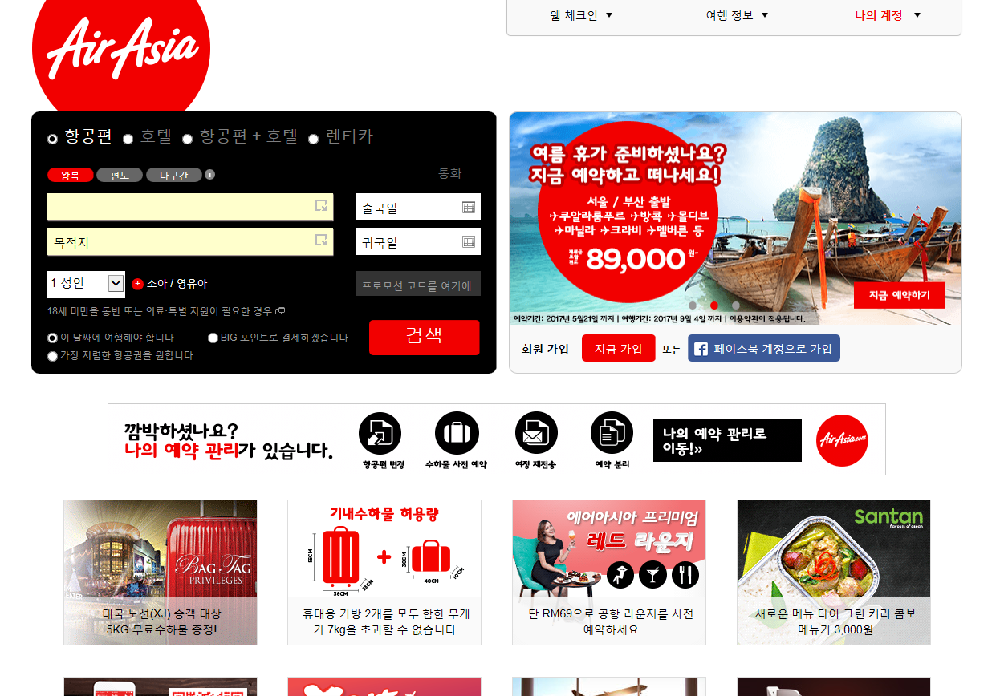 웹 체크인
여행 정보
나의 계정
AirAsia
항공편
호텔
항공편 + 호텔
렌터카
왕복
편도
다구간
통화
출국일
목적지
귀국일
1 성인
소아 / 영유아
프로모션 코드를 여기에
18세 미만을 동반 또는 의료·특별 지원이 필요한 경우
이 날짜에 여행해야 합니다
BIG 포인트로 결제하겠습니다
가장 저렴한 항공권을 원합니다
검색
여름 휴가 준비하셨나요?
지금 예약하고 떠나세요!
서울 / 부산 출발
쿠알라룸푸르 방콕 몰디브
마닐라 크라비 멜버른 등
89,000원~
지금 예약하기
예약기간: 2017년 5월21일 까지 | 여행기간: 2017년 9월 4일 까지 | 이용약관이 적용됩니다.
회원 가입
지금 가입
또는
페이스북 계정으로 가입
깜박하셨나요?
나의 예약 관리가 있습니다.
항공편 변경
수하물 사전 예약
여정 재전송
예약 분리
나의 예약 관리로
이동!»
AirAsia.com
BAG TAG
PRIVILEGES
태국 노선(XJ) 승객 대상
5KG 무료수하물 증정!
기내수하물 허용량
56CM
36CM
23CM
+
30CM
40CM
10CM
휴대용 가방 2개를 모두 합한 무게
가 7kg을 초과할 수 없습니다.
에어아시아 프리미엄
레드 라운지
단 RM69으로 공항 라운지를 사전
예약하세요
Santan
flavours of asean
새로운 메뉴 타이 그린 커리 콤보
메뉴가 3,000원